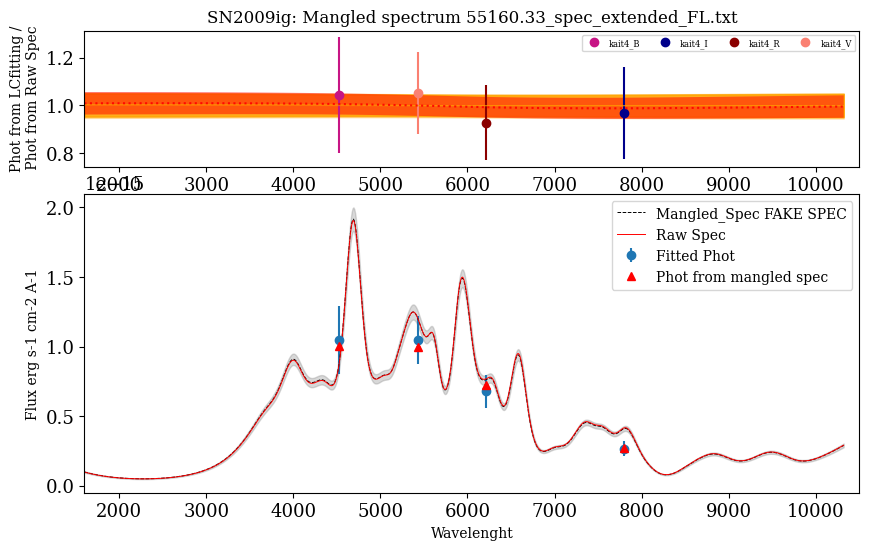 SN2009ig: Mangled spectrum 55160.33_spec_extended_FL.txt
Phot from LCfitting /
Phot from Raw Spec
1.2
1.0
0.8
kait4_B kait4_I kait4_R kait4_V
2000 3000 4000 5000 6000 7000 8000 9000 10000
1e−15
Flux erg s-1 cm-2 A-1
2.0
1.5
1.0
0.5
0.0
Mangled_Spec FAKE SPEC
Raw Spec
Fitted Phot
Phot from mangled spec
2000 3000 4000 5000 6000 7000 8000 9000 10000
Wavelenght